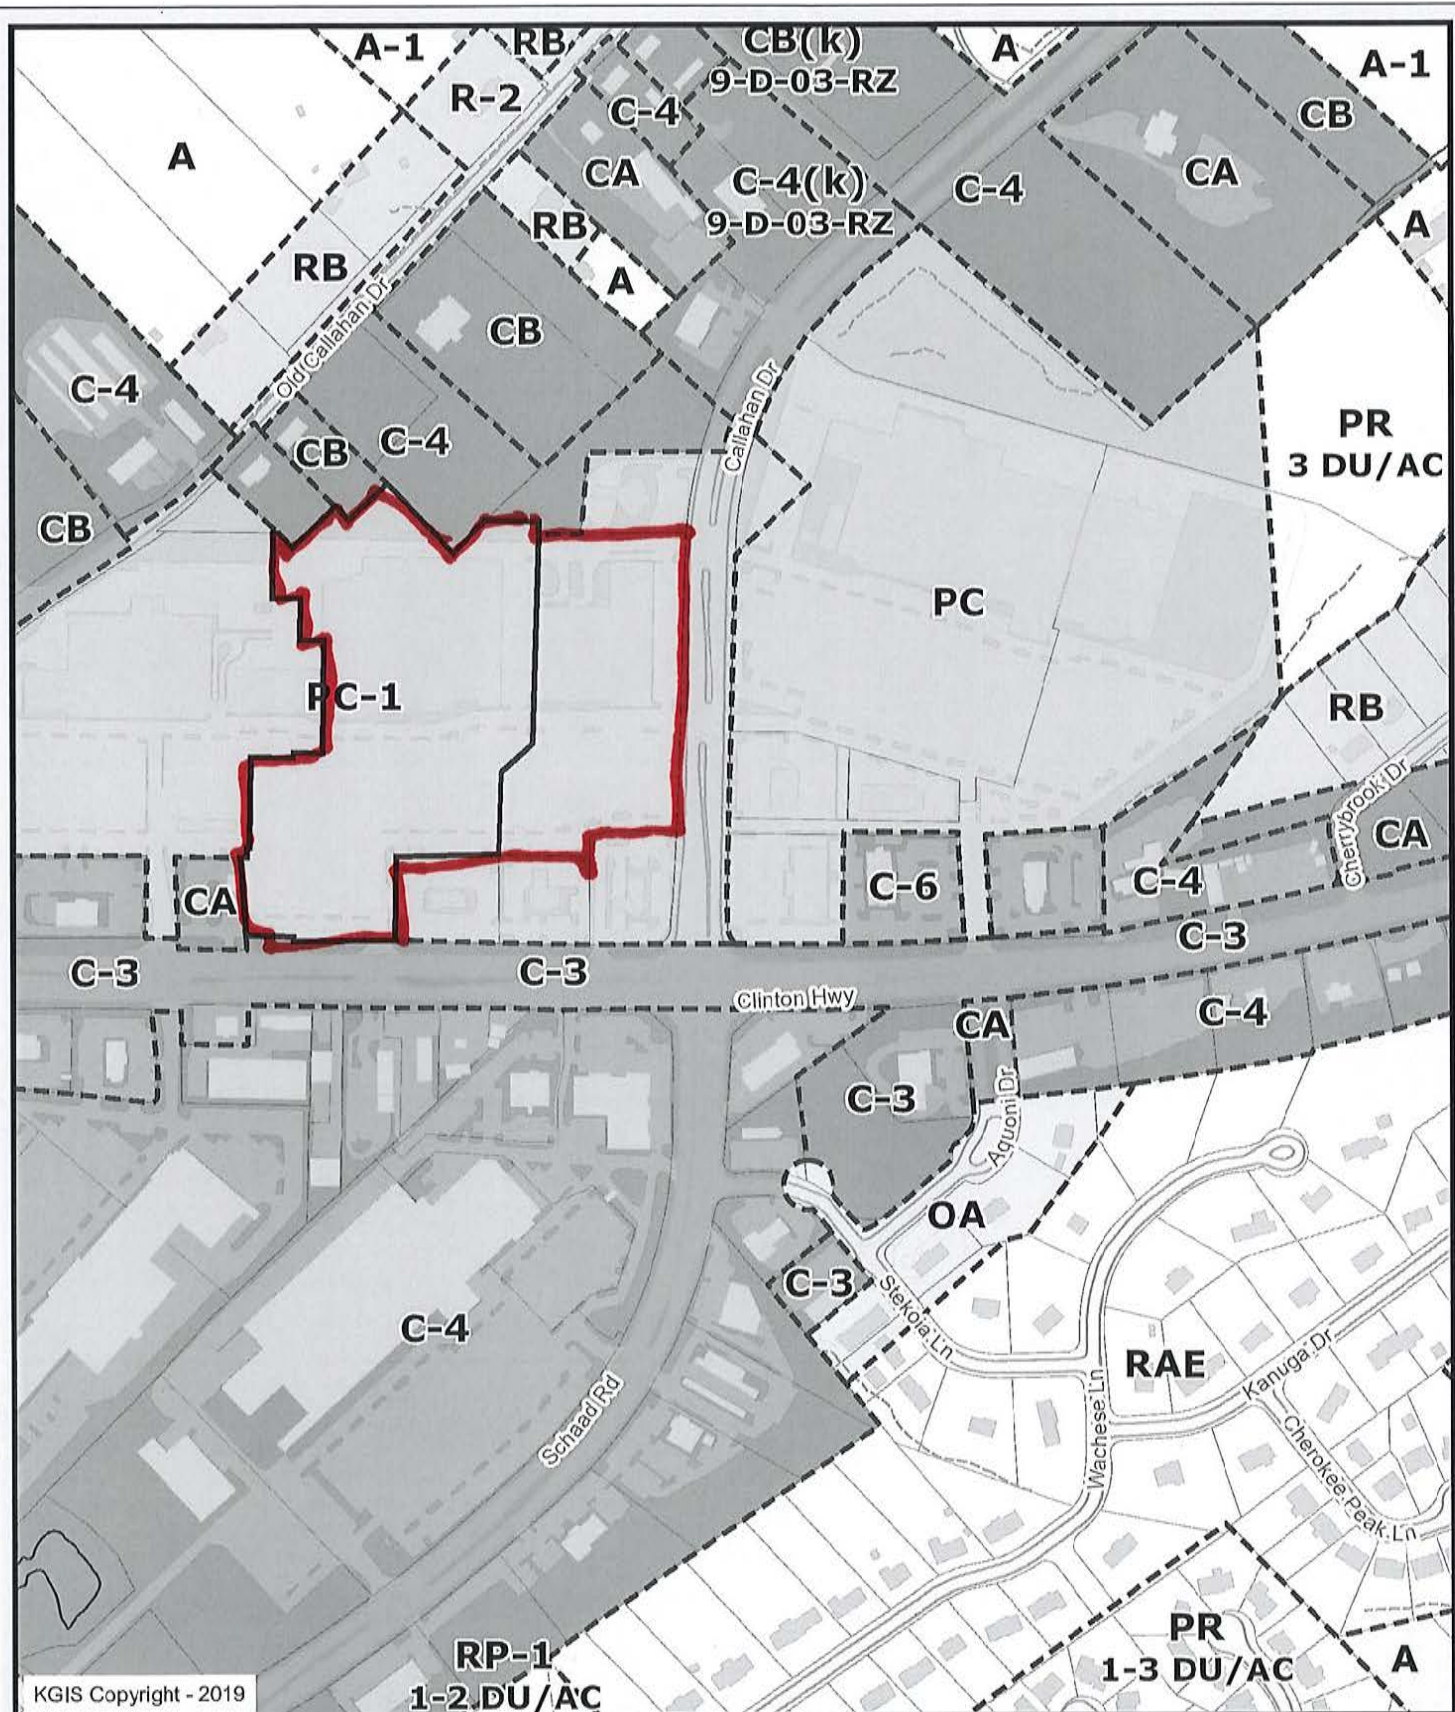 A-1
RB
CB(k)
9-D-03-RZ
A
A-1
R-2
C-4
CB
A
CA
C-4(k)
9-D-03-RZ
C-4
CA
RB
A
RB
A
Old Callahan Dr
CB
C-4
Callahan Dr
PR
3 DU/AC
CB
C-4
CB
PC
PC-1
RB
Cherrybrook Dr
CA
C-6
C-4
CA
C-3
C-3
C-3
Clinton Hwy
CA
C-4
C-3
Aquoni Dr
OA
C-3
Stekoia Ln
C-4
RAE
Kanuga Dr
Schaad Rd
Wachese Ln
Cherokee Peak Ln
RP-1
1-2 DU/AC
PR
1-3 DU/AC
A
KGIS Copyright - 2019